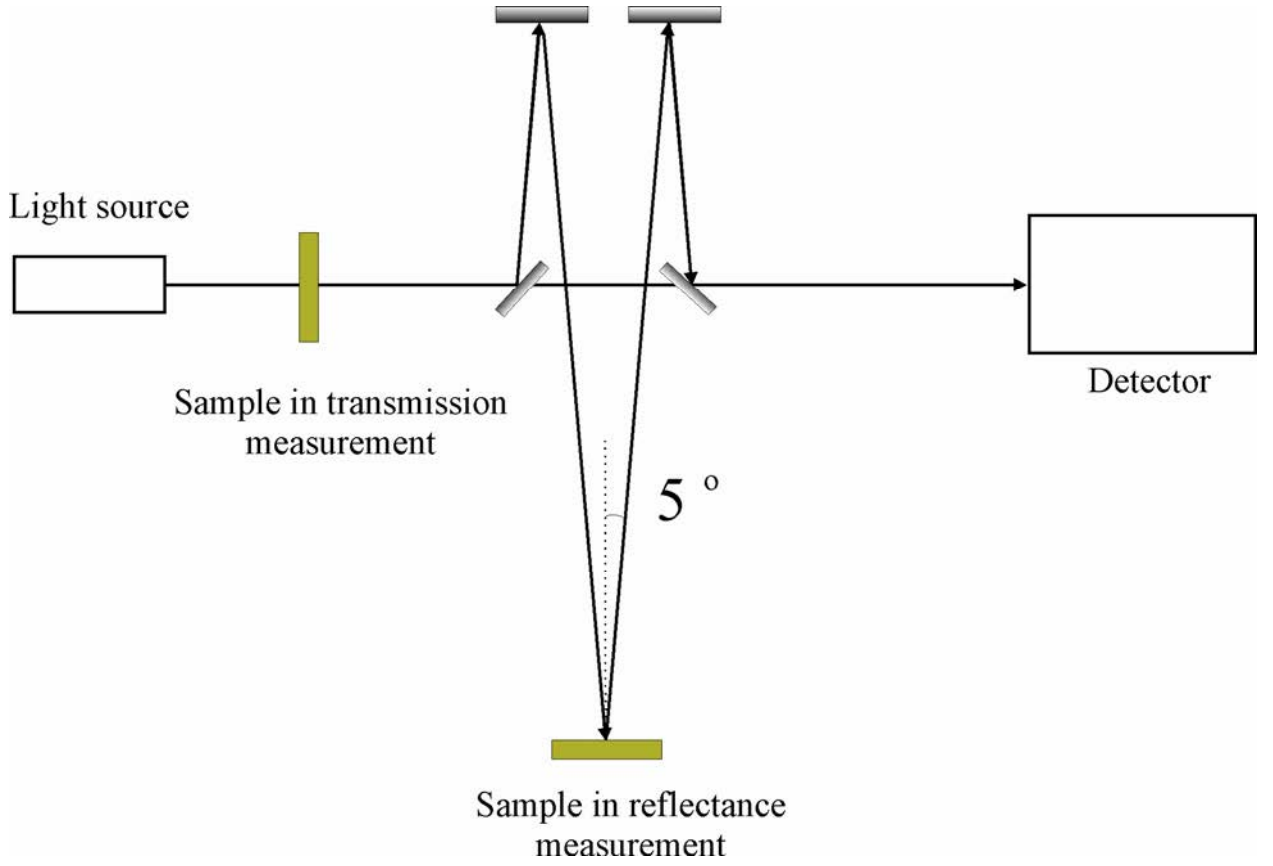 Light source
Sample in transmission
measurement
Detector
5 °
Sample in reflectance
measurement